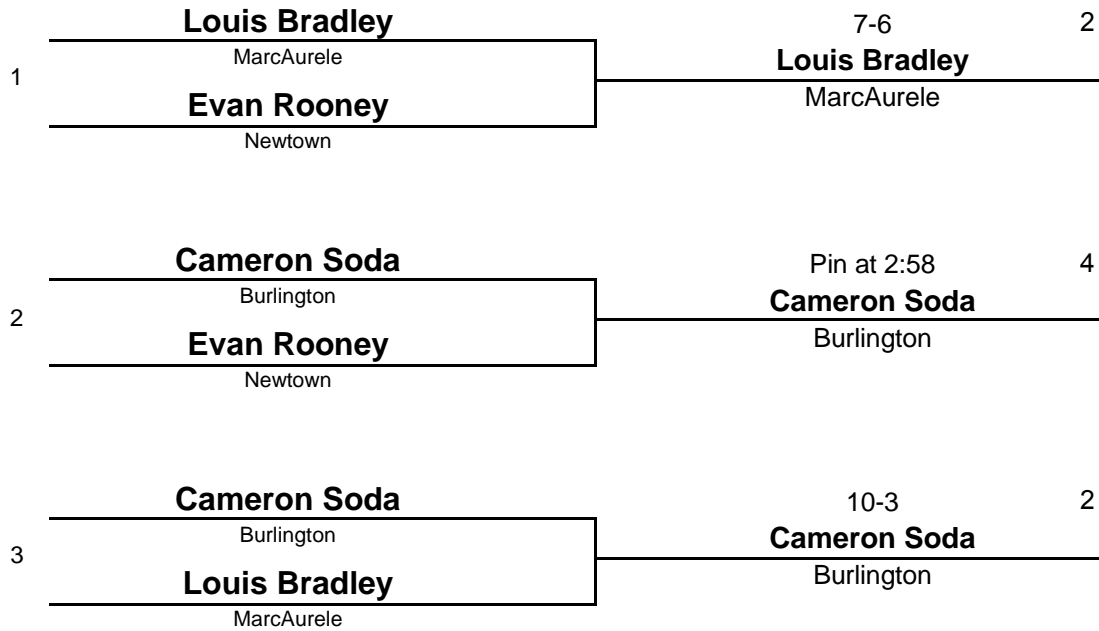 Louis Bradley 7-6 2
1 MarcAurele Louis Bradley
Evan Rooney MarcAurele
Newtown
Cameron Soda Pin at 2:58 4
2 Burlington Cameron Soda
Evan Rooney Burlington
Newtown
Cameron Soda 10-3 2
3 Burlington Cameron Soda
Louis Bradley Burlington
MarcAurele